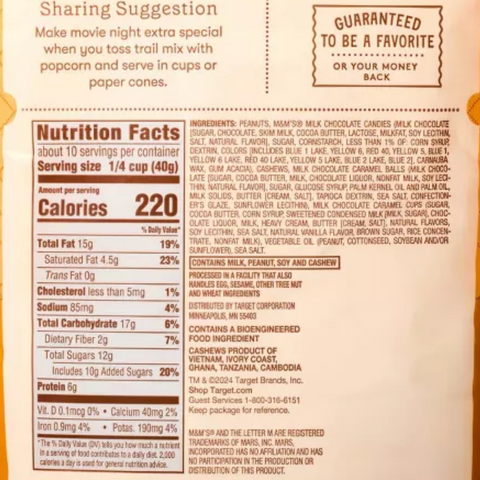 Sharing Suggestion
Make movie night extra special
when you toss trail mix with
popcorn and serve in cups or
paper cones.
GUARANTEED
TO BE A FAVORITE
OR YOUR MONEY
BACK
Nutrition Facts
about 10 servings per container
Serving size 1/4 cup (40g)
Amount per serving
Calories 220
% Daily Value*
Total Fat 15g 19%
Saturated Fat 4.5g 23%
Trans Fat 0g
Cholesterol less than 5mg 1%
Sodium 85mg 4%
Total Carbohydrate 17g 6%
Dietary Fiber 2g 7%
Total Sugars 12g
Includes 10g Added Sugars 20%
Protein 6g
Vit. D 0.1mcg 0% • Calcium 40mg 2%
Iron 0.9mg 4% • Potas. 190mg 4%
*The % Daily Value (DV) tells you how much a nutrient
in a serving of food contributes to a daily diet. 2,000
calories a day is used for general nutrition advice.
INGREDIENTS: PEANUTS, M&M'S® MILK CHOCOLATE CANDIES (MILK CHOCOLATE
[SUGAR, CHOCOLATE, SKIM MILK, COCOA BUTTER, LACTOSE, MILKFAT, SOY LECITHIN,
SALT, NATURAL FLAVOR], SUGAR, CORNSTARCH, LESS THAN 1% OF: CORN SYRUP,
DEXTRIN, COLORS [INCLUDES BLUE 1 LAKE, YELLOW 6, RED 40, YELLOW 5, BLUE 1,
YELLOW 6 LAKE, RED 40 LAKE, YELLOW 5 LAKE, BLUE 2 LAKE, BLUE 2], CARNAUBA
WAX, GUM ACACIA), CASHEWS, MILK CHOCOLATE CARAMEL BALLS (MILK CHOCO-
LATE [SUGAR, COCOA BUTTER, MILK, CHOCOLATE LIQUOR, NONFAT MILK, SOY LECI-
THIN, NATURAL FLAVOR], SUGAR, GLUCOSE SYRUP, PALM KERNEL OIL AND PALM OIL,
MILK SOLIDS, BUTTER [CREAM, SALT], TAPIOCA DEXTRIN, SEA SALT, CONFECTION-
ER'S GLAZE, SUNFLOWER LECITHIN), MILK CHOCOLATE CARAMEL CUPS (SUGAR,
COCOA BUTTER, CORN SYRUP, SWEETENED CONDENSED MILK [MILK, SUGAR], CHOC-
OLATE LIQUOR, MILK, HEAVY CREAM, BUTTER [CREAM, SALT], NATURAL FLAVORS,
SOY LECITHIN, SEA SALT, NATURAL VANILLA FLAVOR, BROWN SUGAR, RICE CONCEN-
TRATE, NONFAT MILK), VEGETABLE OIL (PEANUT, COTTONSEED, SOYBEAN AND/OR
SUNFLOWER), SEA SALT.
CONTAINS MILK, PEANUT, SOY AND CASHEW
PROCESSED IN A FACILITY THAT ALSO
HANDLES EGG, SESAME, OTHER TREE NUT
AND WHEAT INGREDIENTS
DISTRIBUTED BY TARGET CORPORATION
MINNEAPOLIS, MN 55403
CONTAINS A BIOENGINEERED
FOOD INGREDIENT
CASHEWS PRODUCT OF
VIETNAM, IVORY COAST,
GHANA, TANZANIA, CAMBODIA
TM & ©2024 Target Brands, Inc.
Shop Target.com
Guest Services 1-800-316-6151
Keep package for reference.
M&M'S® AND THE LETTER M ARE REGISTERED
TRADEMARKS OF MARS, INC. MARS,
INCORPORATED HAS NO AFFILIATION AND HAS
NO PARTICIPATION IN THE PRODUCTION OR
DISTRIBUTION OF THIS PRODUCT.